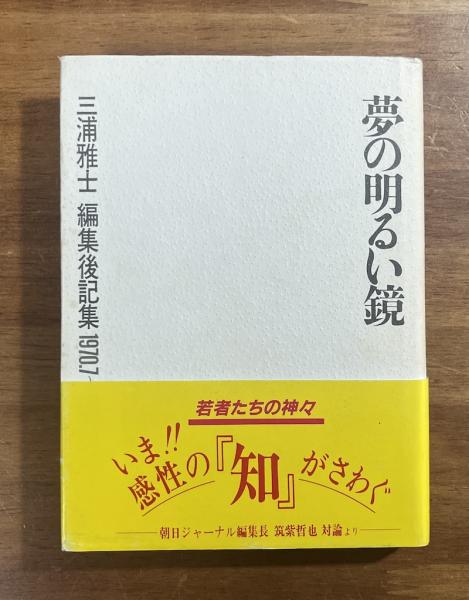 夢の明るい鏡
三浦雅士 編集後記集 1970.7~
若者たちの神々
いま!!
感性の『知』がさわぐ
朝日ジャーナル編集長 筑紫哲也 対論より